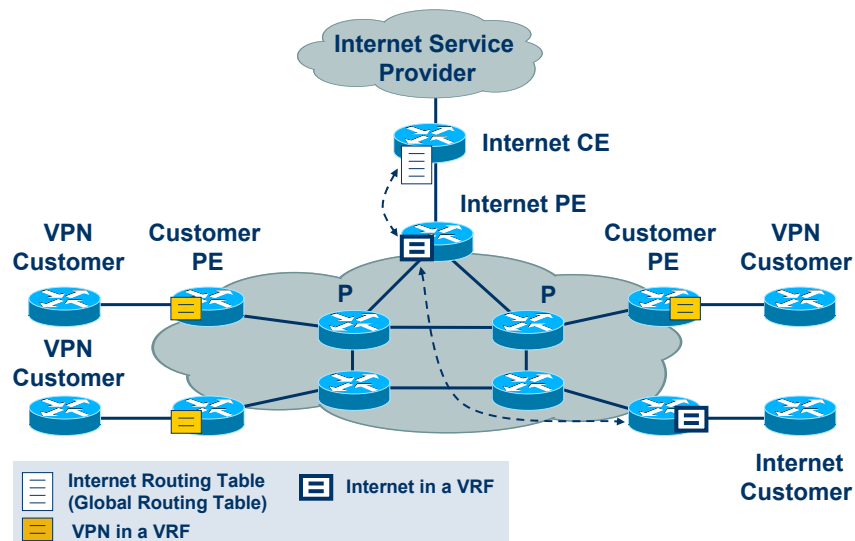 Internet Service
Provider
Internet CE
Internet PE
VPN
Customer
Customer
PE
Customer
PE
VPN
Customer
P
P
VPN
Customer
Internet
Customer
Internet Routing Table
(Global Routing Table)
Internet in a VRF
VPN in a VRF